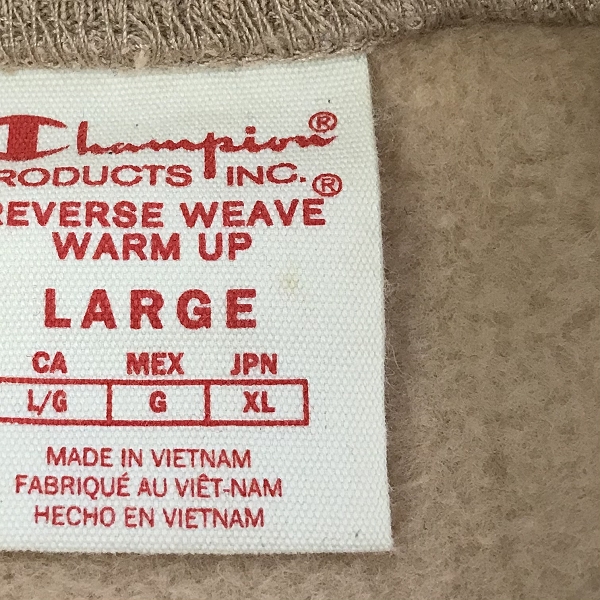 Champion®
PRODUCTS INC.®
REVERSE WEAVE
WARM UP
LARGE
CA MEX JPN
L/G G XL
MADE IN VIETNAM
FABRIQUÉ AU VIÊT-NAM
HECHO EN VIETNAM